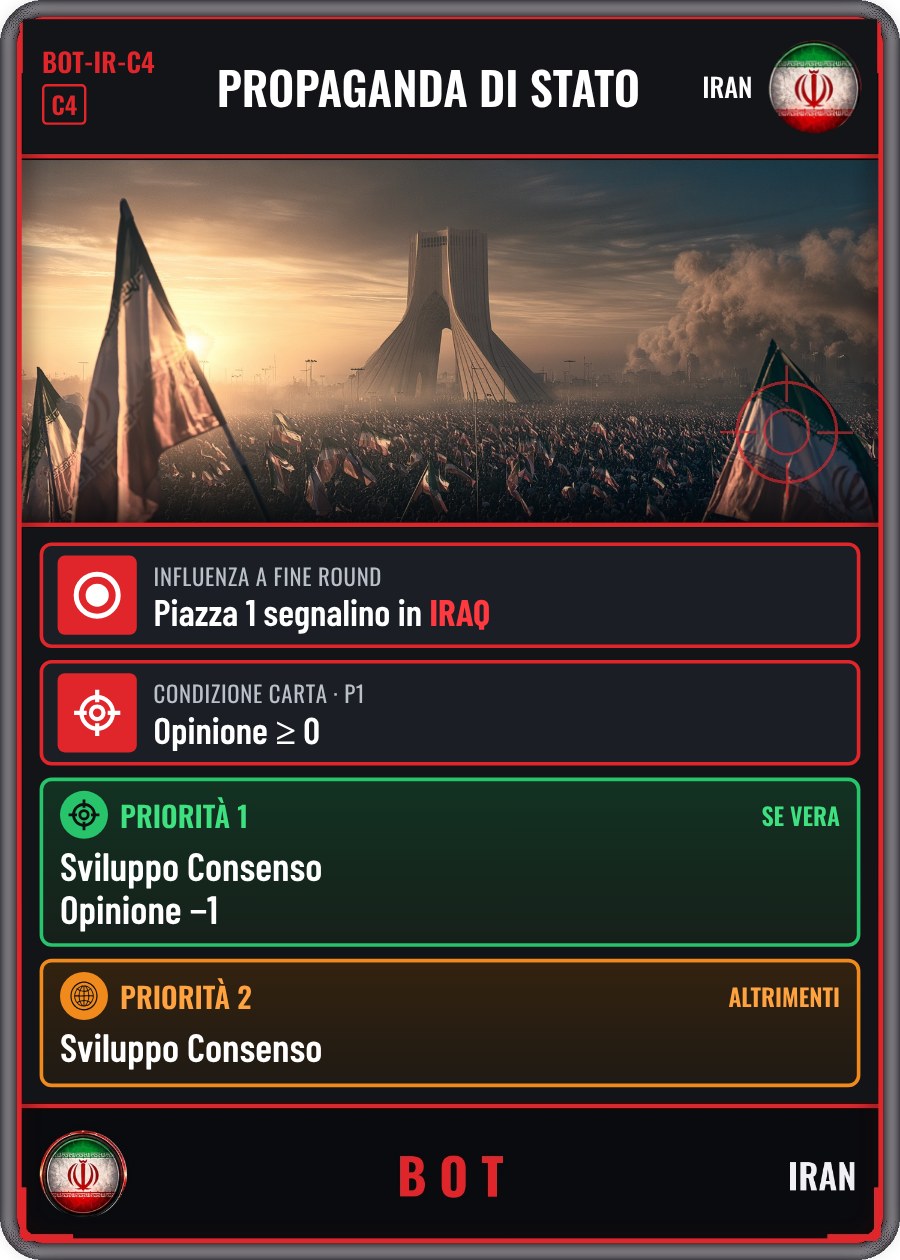 BOT-IR-C4
C4
PROPAGANDA DI STATO
IRAN
INFLUENZA A FINE ROUND
Piazza 1 segnalino in IRAQ
CONDIZIONE CARTA · P1
Opinione ≥ 0
PRIORITÀ 1
SE VERA
Sviluppo Consenso
Opinione −1
PRIORITÀ 2
ALTRIMENTI
Sviluppo Consenso
BOT
IRAN